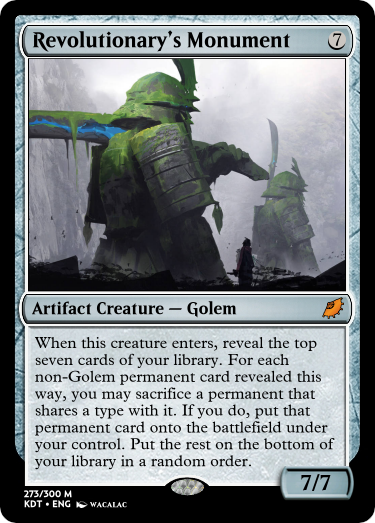 Revolutionary's Monument 7
Artifact Creature — Golem
When this creature enters, reveal the top
seven cards of your library. For each
non-Golem permanent card revealed this
way, you may sacrifice a permanent that
shares a type with it. If you do, put that
permanent card onto the battlefield under
your control. Put the rest on the bottom of
your library in a random order.
7/7
273/300 M
KDT • ENG WACALAC